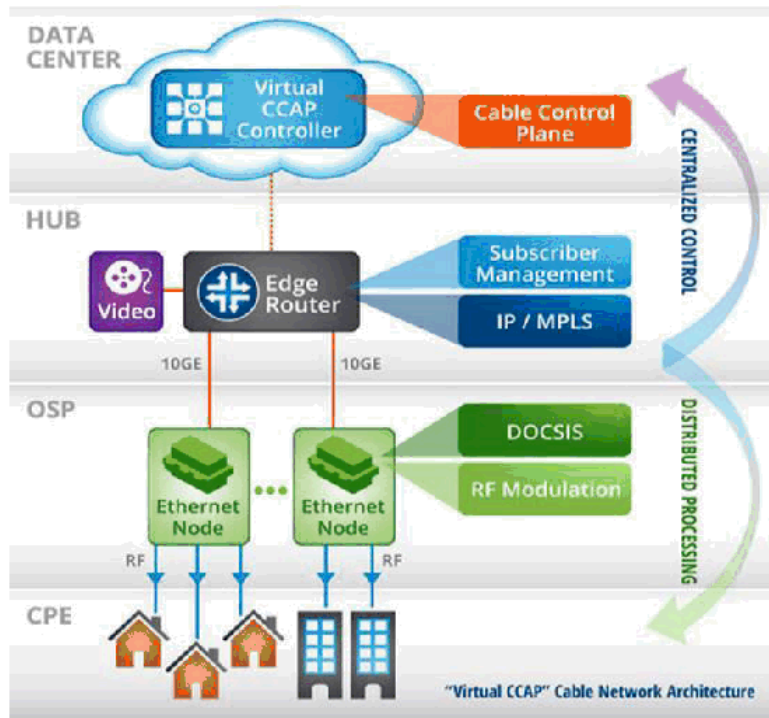 DATA
CENTER
Virtual
CCAP
Controller
Cable Control
Plane
CENTRALIZED CONTROL
HUB
Video
Edge
Router
Subscriber
Management
IP / MPLS
10GE
10GE
OSP
Ethernet
Node
Ethernet
Node
DOCSIS
RF Modulation
DISTRIBUTED PROCESSING
RF
RF
CPE
"Virtual CCAP" Cable Network Architecture